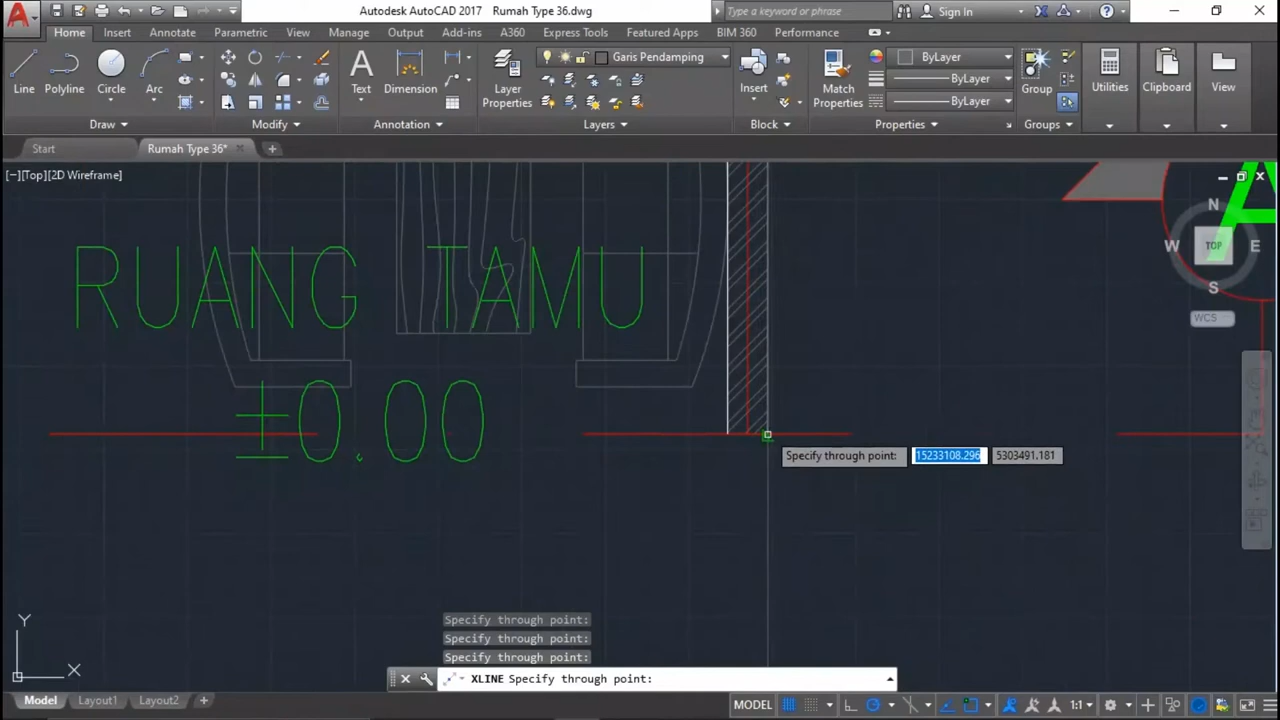 Autodesk AutoCAD 2017 Rumah Type 36.dwg
Type a keyword or phrase
Sign In
Home Insert Annotate Parametric View Manage Output Add-ins A360 Express Tools Featured Apps BIM 360 Performance
Garis Pendamping
ByLayer
ByLayer
ByLayer
Line Polyline Circle Arc
Text Dimension
Layer Properties
Insert
Match Properties
Group
Utilities
Clipboard
View
Draw Modify Annotation Layers Block Properties Groups
Start
Rumah Type 36*
[−][Top][2D Wireframe]
N
W TOP E
S
WCS
A
RUANG TAMU
±0.00
Specify through point: 15233108.296 5303491.181
Specify through point:
Specify through point:
Specify through point:
XLINE Specify through point:
Y
X
Model Layout1 Layout2
MODEL
1:1